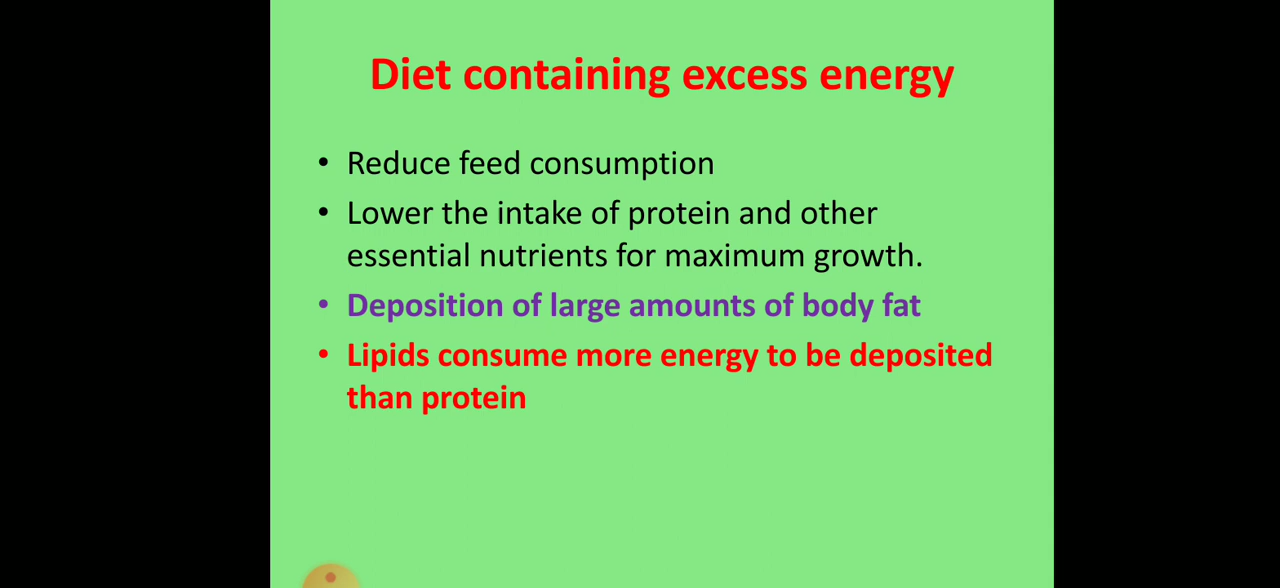 Diet containing excess energy
• Reduce feed consumption
• Lower the intake of protein and other
essential nutrients for maximum growth.
• Deposition of large amounts of body fat
• Lipids consume more energy to be deposited
than protein